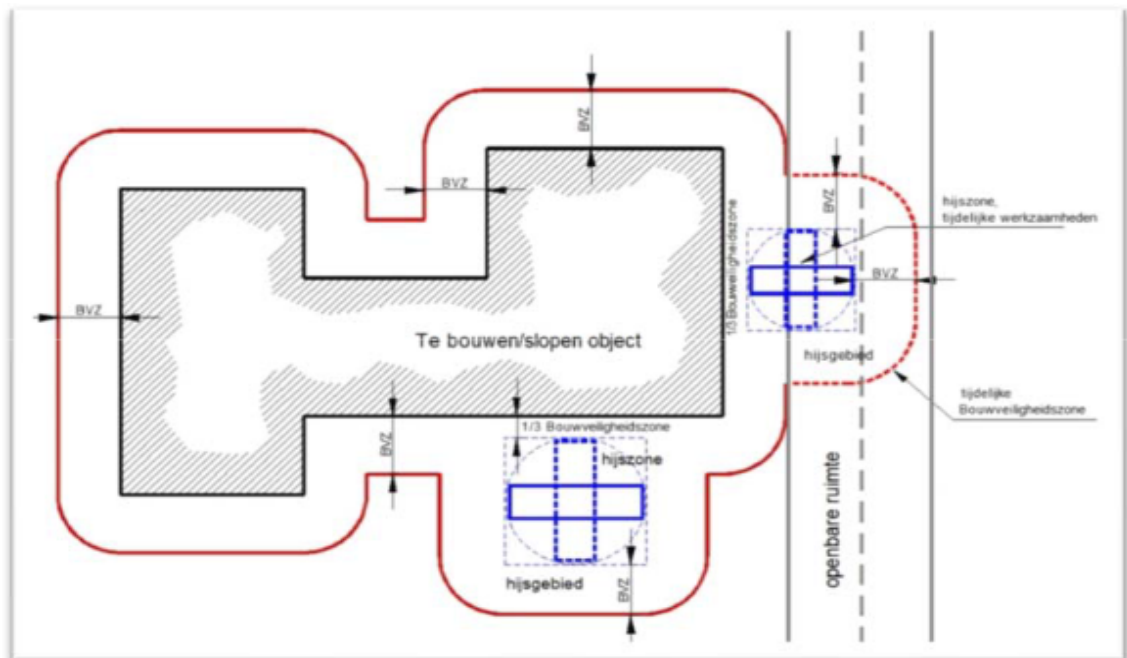 BVZ
BVZ
BVZ
hijszone,
tijdelijke werkzaamheden
1/3 Bouwveiligheidszone
BVZ
BVZ
Te bouwen/slopen object
hijsgebied
tijdelijke
Bouwveiligheidszone
1/3 Bouwveiligheidszone
BVZ
hijszone
openbare ruimte
hijsgebied
BVZ